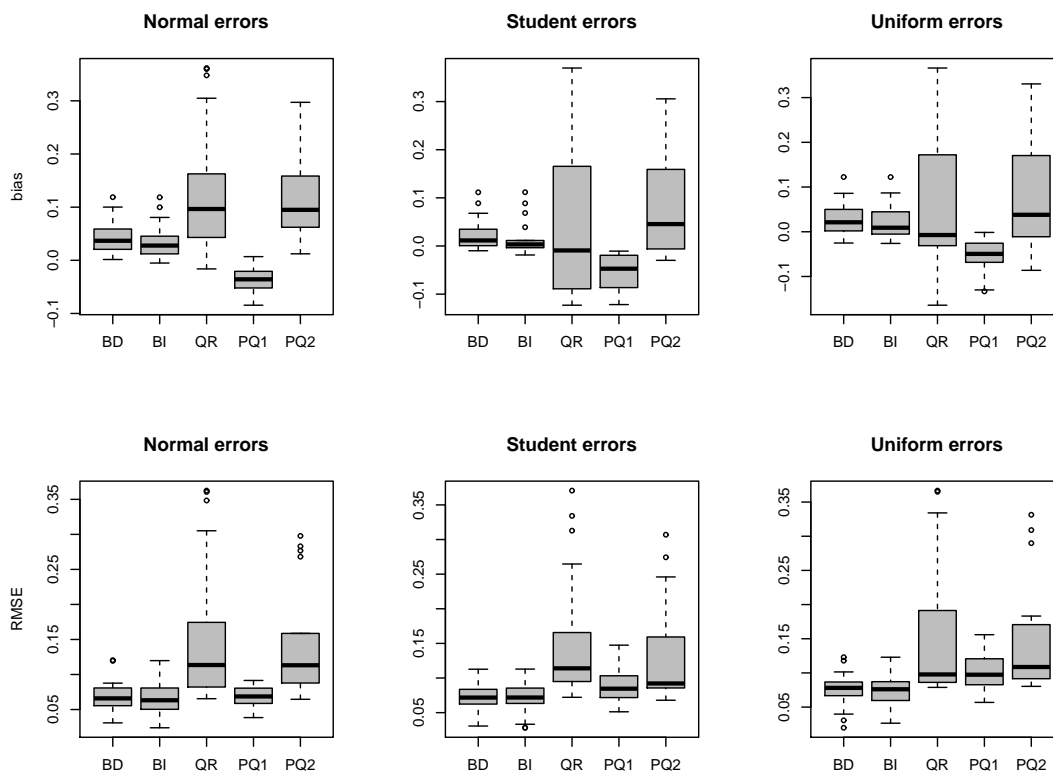 Normal errors
Student errors
Uniform errors
bias
0.3
0.2
0.1
0.0
−0.1
BD BI QR PQ1 PQ2
0.3
0.2
0.1
0.0
−0.1
BD BI QR PQ1 PQ2
0.3
0.2
0.1
0.0
−0.1
BD BI QR PQ1 PQ2
Normal errors
Student errors
Uniform errors
RMSE
0.35
0.25
0.15
0.05
BD BI QR PQ1 PQ2
0.35
0.25
0.15
0.05
BD BI QR PQ1 PQ2
0.35
0.25
0.15
0.05
BD BI QR PQ1 PQ2